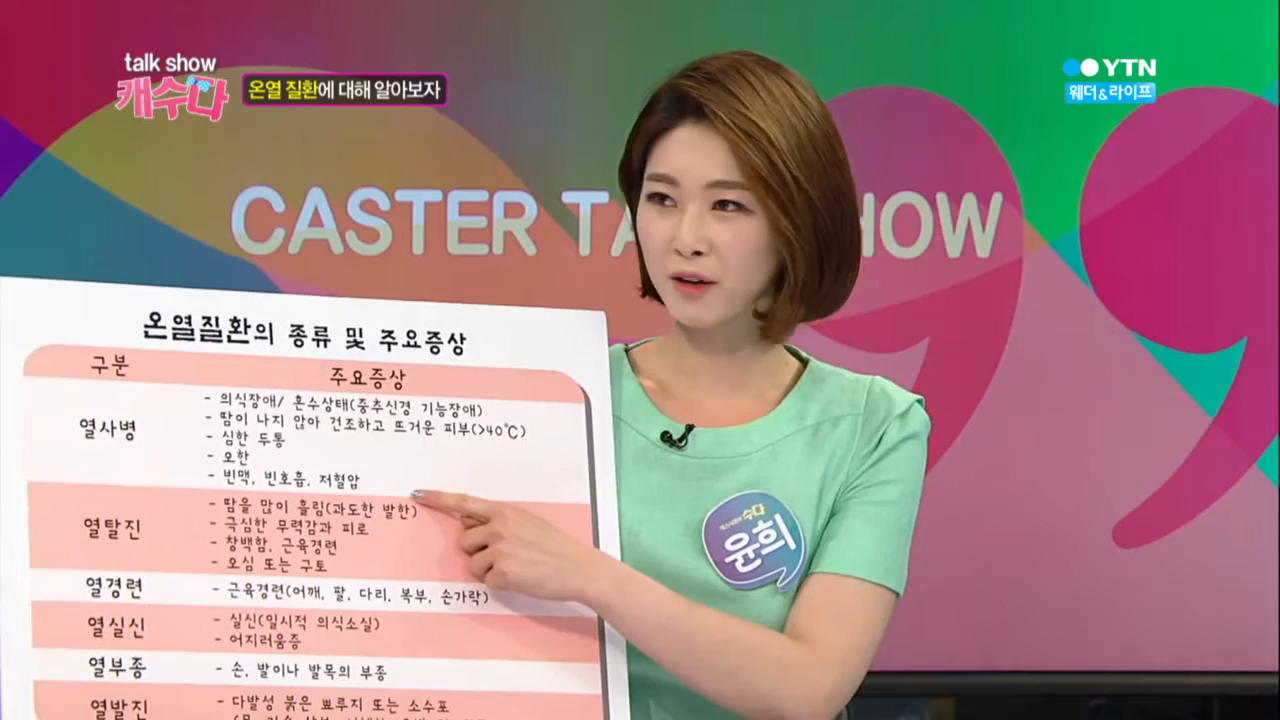 talk show
캐수다
온열 질환에 대해 알아보자
YTN
웨더&라이프
CASTER TA HOW
온열질환의 종류 및 주요증상
구분 주요증상
열사병
- 의식장애/ 혼수상태(중추신경 기능장애)
- 땀이 나지 않아 건조하고 뜨거운 피부(>40℃)
- 심한 두통
- 오한
- 빈맥, 빈호흡, 저혈압
열탈진
- 땀을 많이 흘림(과도한 발한)
- 극심한 무력감과 피로
- 창백함, 근육경련
- 오심 또는 구토
열경련
- 근육경련(어깨, 팔, 다리, 복부, 손가락)
열실신
- 실신(일시적 의식소실)
- 어지러움증
열부종
- 손, 발이나 발목의 부종
열발진
- 다발성 붉은 뾰루지 또는 소수포
수다
윤희